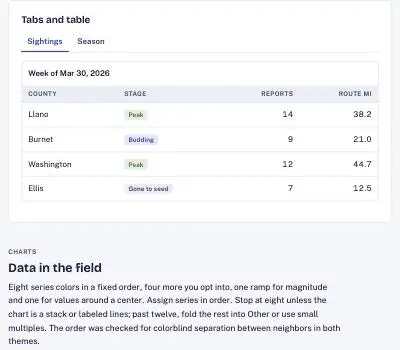 Tabs and table
Sightings Season
Week of Mar 30, 2026
COUNTY STAGE REPORTS ROUTE MI
Llano Peak 14 38.2
Burnet Budding 9 21.0
Washington Peak 12 44.7
Ellis Gone to seed 7 12.5
CHARTS
Data in the field
Eight series colors in a fixed order, four more you opt into, one ramp for magnitude
and one for values around a center. Assign series in order. Stop at eight unless the
chart is a stack or labeled lines; past twelve, fold the rest into Other or use small
multiples. The order was checked for colorblind separation between neighbors in both
themes.